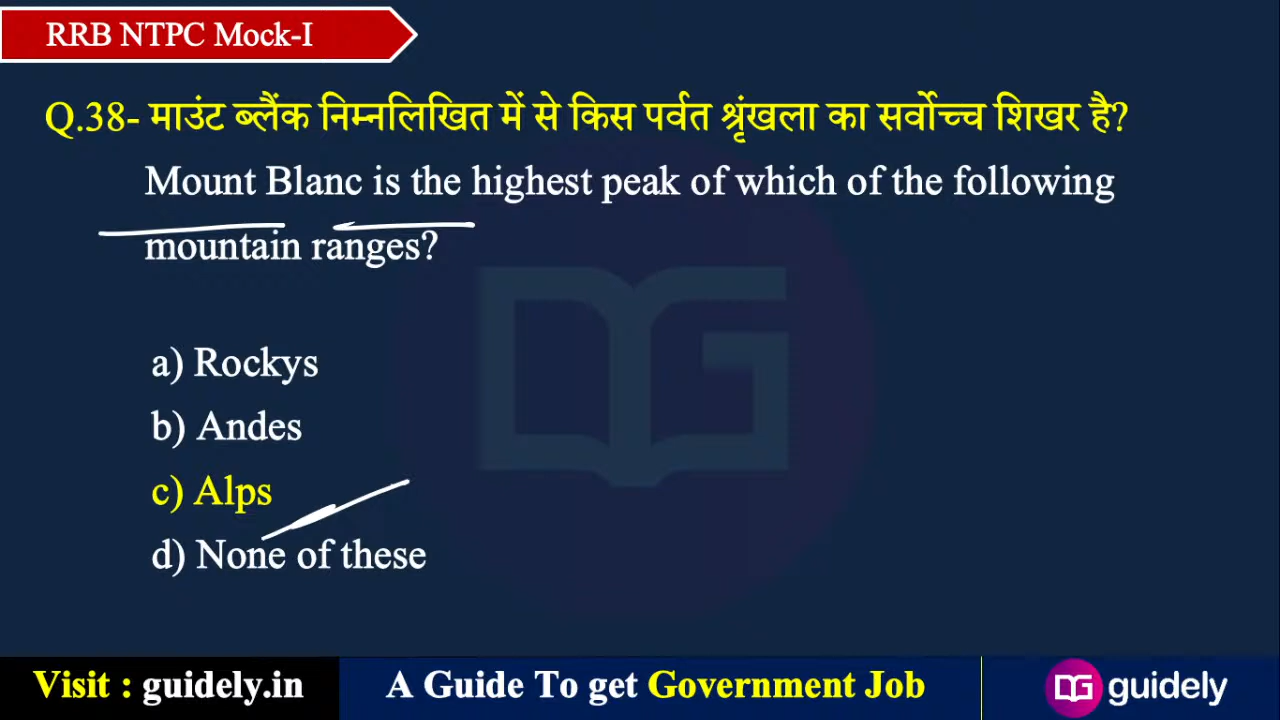 RRB NTPC Mock-I
Q.38- माउंट ब्लैंक निम्नलिखित में से किस पर्वत श्रृंखला का सर्वोच्च शिखर है?
Mount Blanc is the highest peak of which of the following
mountain ranges?
a) Rockys
b) Andes
c) Alps
d) None of these
Visit : guidely.in
A Guide To get Government Job
DG guidely